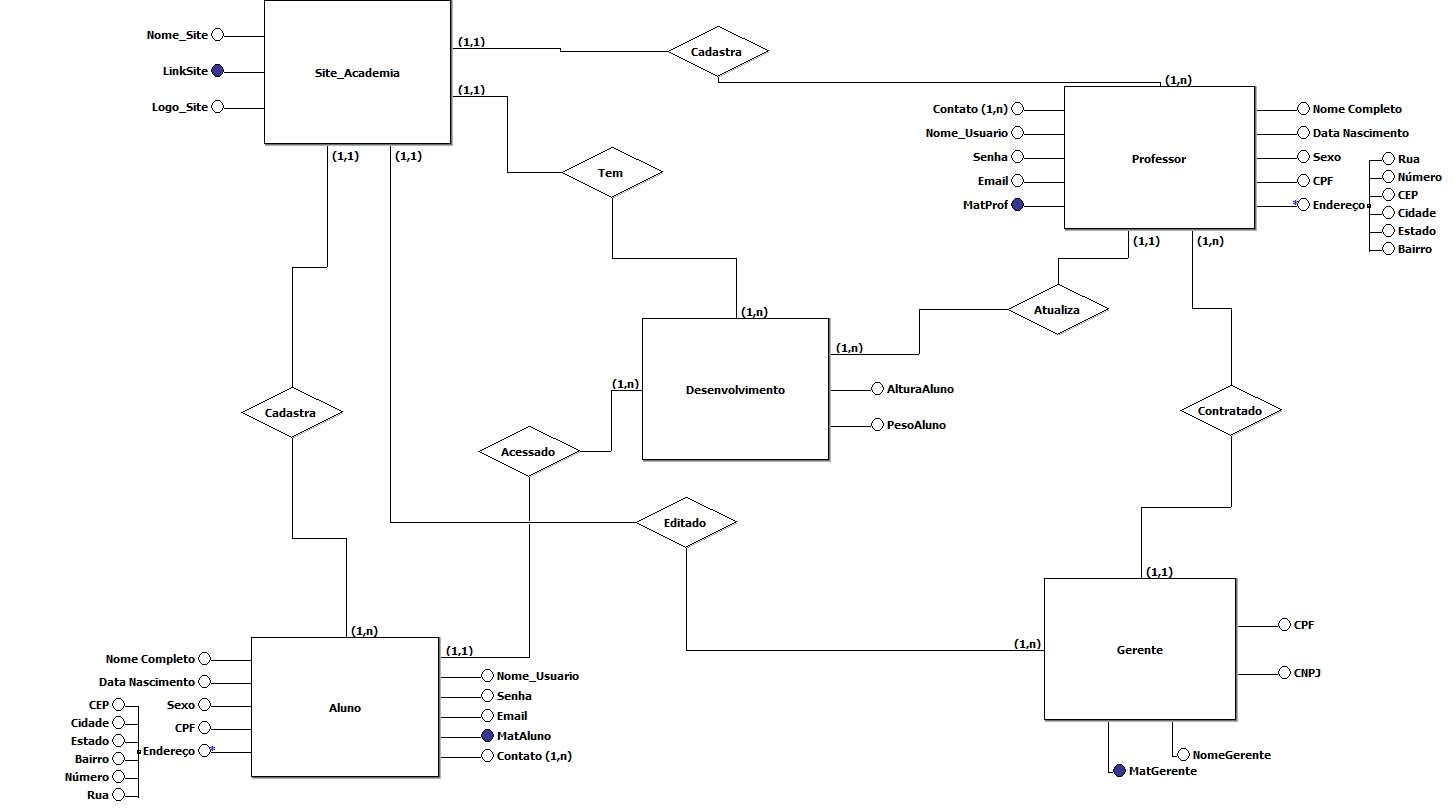 Nome_Site
LinkSite
Logo_Site
Site_Academia
(1,1)
(1,1)
(1,1)
(1,1)
Cadastra
(1,n)
Tem
Contato (1,n)
Nome_Usuario
Senha
Email
MatProf
Professor
Nome Completo
Data Nascimento
Sexo
CPF
* Endereço
Rua
Número
CEP
Cidade
Estado
Bairro
(1,1)
(1,n)
Atualiza
(1,n)
(1,n)
(1,n)
Desenvolvimento
AlturaAluno
PesoAluno
Cadastra
Acessado
Contratado
Editado
(1,n)
(1,1)
(1,1)
(1,n)
Gerente
CPF
CNPJ
NomeGerente
MatGerente
Nome Completo
Data Nascimento
Sexo
CPF
Endereço *
CEP
Cidade
Estado
Bairro
Número
Rua
Aluno
Nome_Usuario
Senha
Email
MatAluno
Contato (1,n)